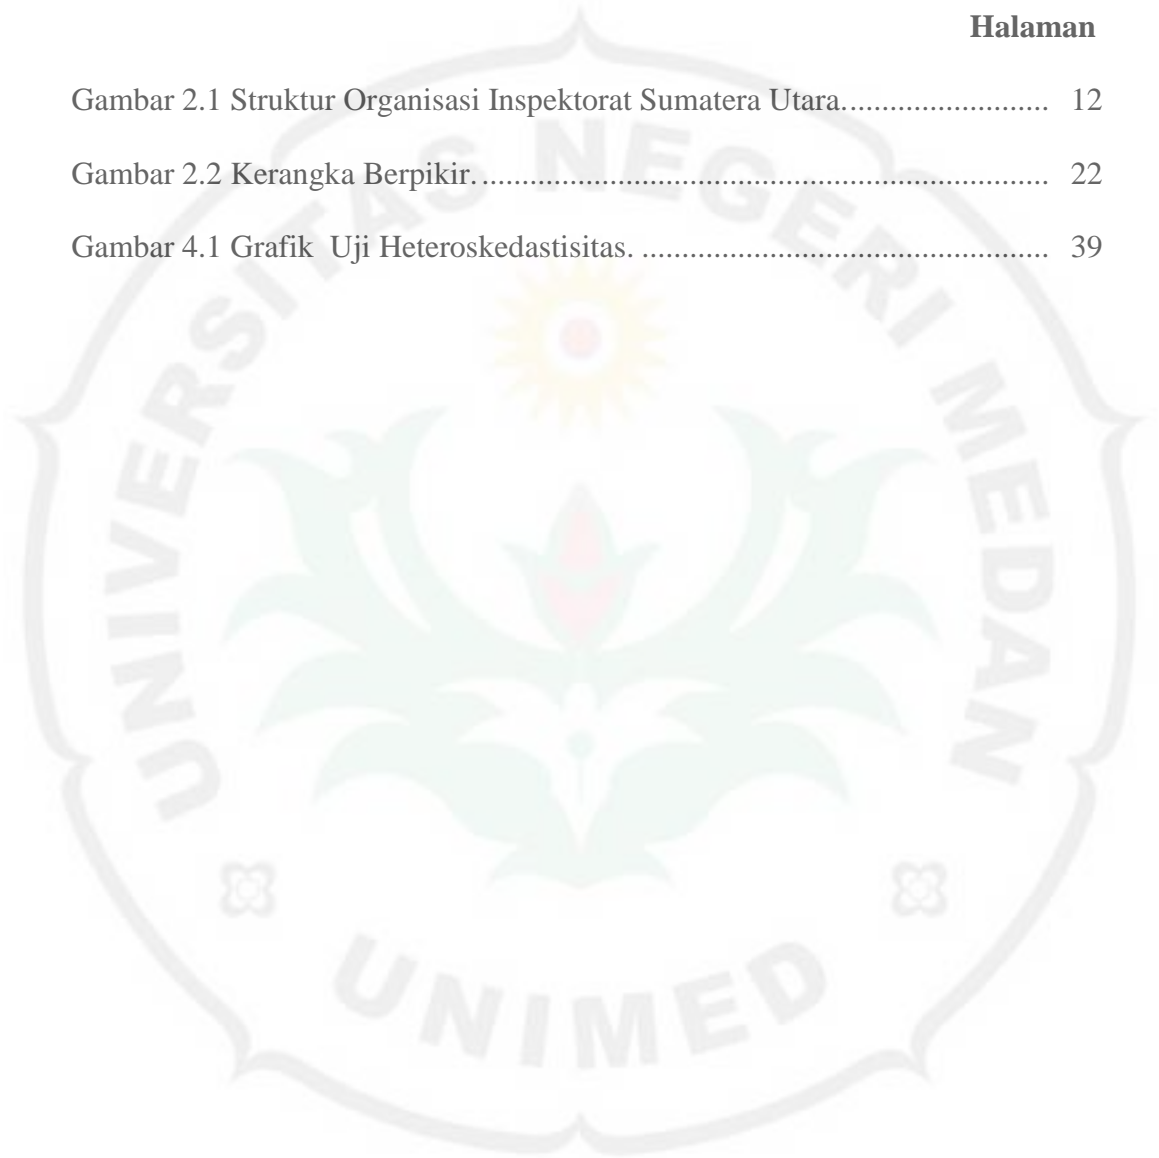 Halaman
Gambar 2.1 Struktur Organisasi Inspektorat Sumatera Utara.......................... 12
Gambar 2.2 Kerangka Berpikir........................................................................ 22
Gambar 4.1 Grafik Uji Heteroskedastisitas. ................................................... 39
UNIVERSITAS NEGERI MEDAN
UNIMED